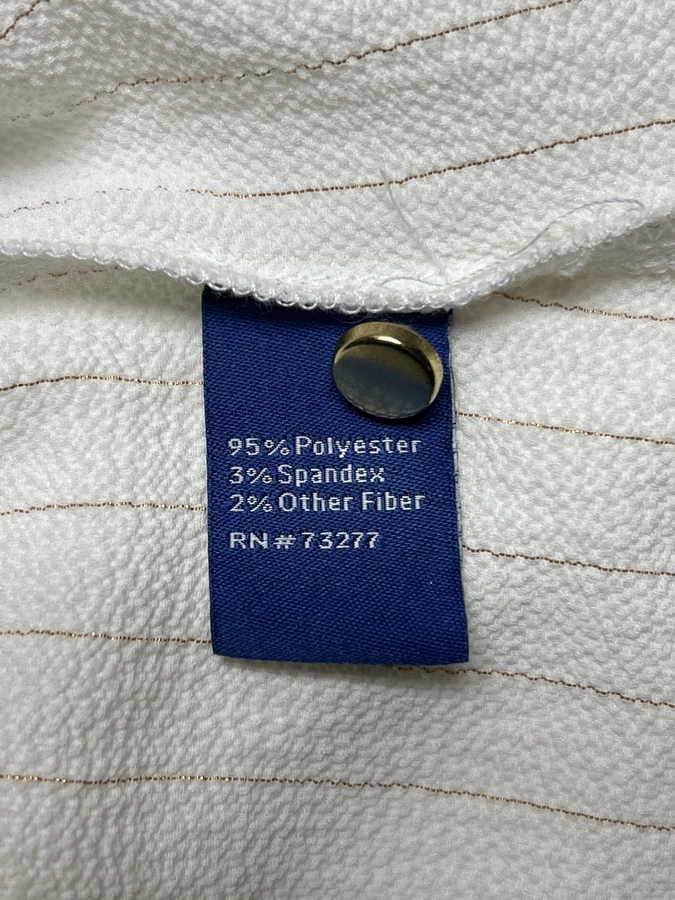 95% Polyester
3% Spandex
2% Other Fiber
RN # 73277